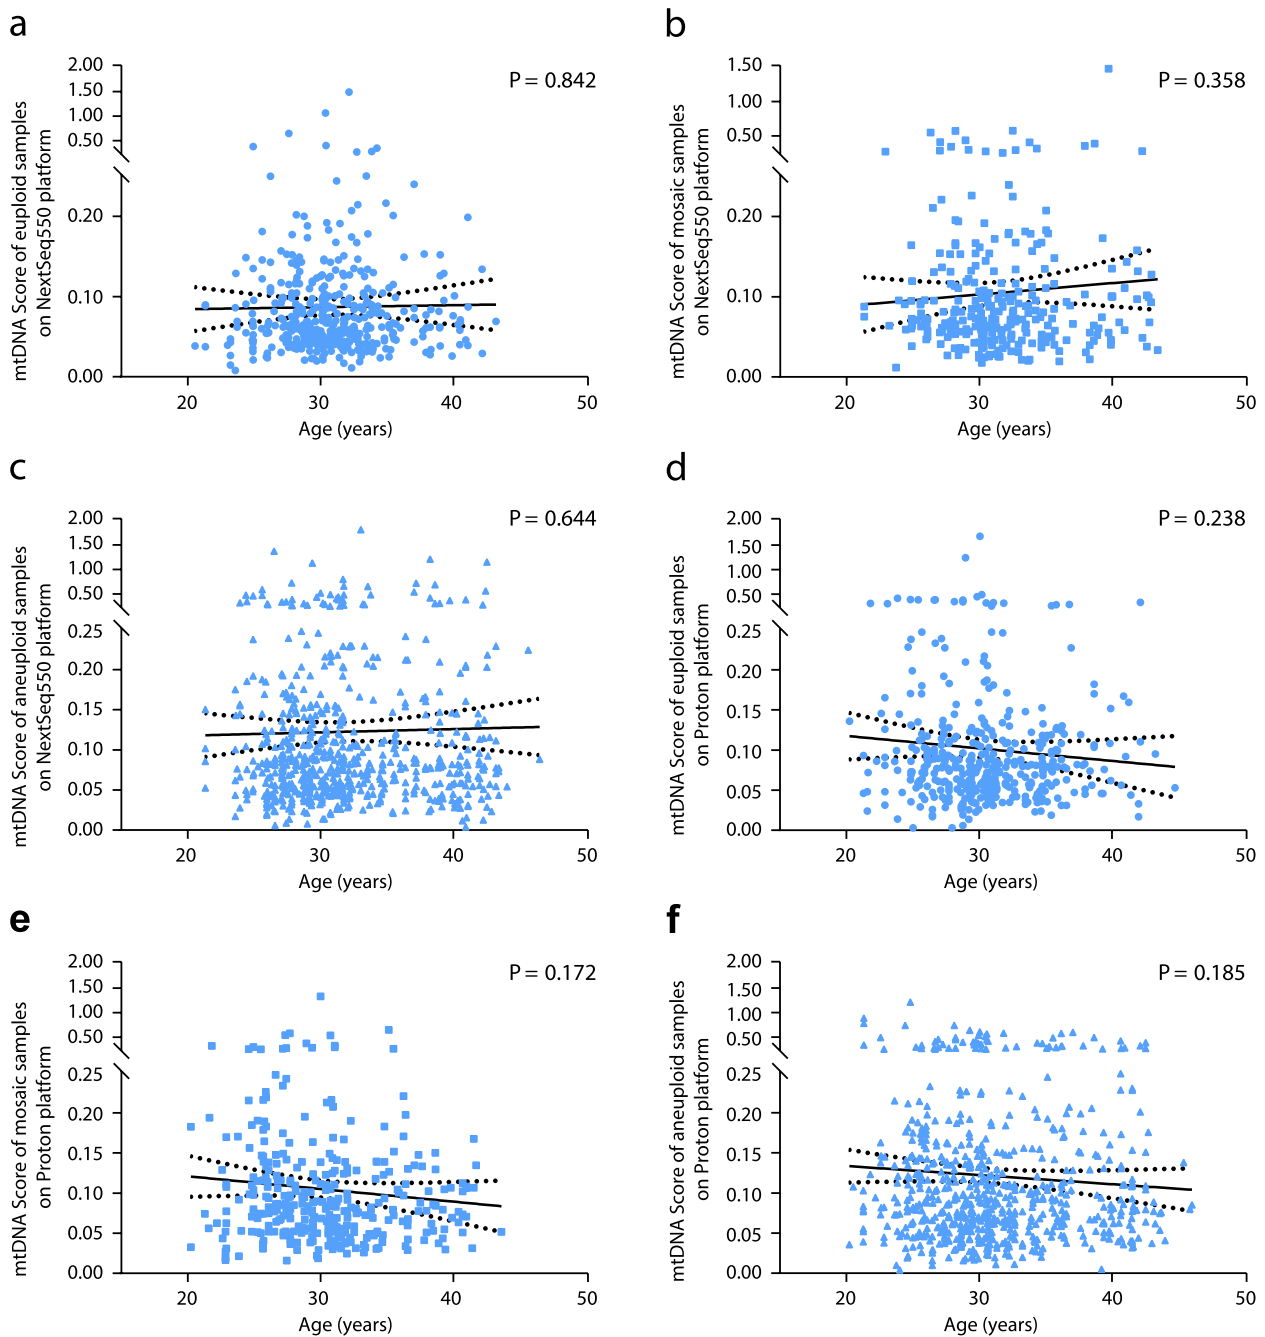 a
mtDNA Score of euploid samples
on NextSeq550 platform
2.00
1.50
1.00
0.50
0.20
0.10
0.00
P = 0.842
20
30
40
50
Age (years)
b
mtDNA Score of mosaic samples
on NextSeq550 platform
1.50
1.00
0.50
0.20
0.10
0.00
P = 0.358
20
30
40
50
Age (years)
c
mtDNA Score of aneuploid samples
on NextSeq550 platform
2.00
1.50
1.00
0.50
0.25
0.20
0.15
0.10
0.05
0.00
P = 0.644
20
30
40
50
Age (years)
d
mtDNA Score of euploid samples
on Proton platform
2.00
1.50
1.00
0.50
0.25
0.20
0.15
0.10
0.05
0.00
P = 0.238
20
30
40
50
Age (years)
e
mtDNA Score of mosaic samples
on Proton platform
2.00
1.50
1.00
0.50
0.25
0.20
0.15
0.10
0.05
0.00
P = 0.172
20
30
40
50
Age (years)
f
mtDNA Score of aneuploid samples
on Proton platform
2.00
1.50
1.00
0.50
0.25
0.20
0.15
0.10
0.05
0.00
P = 0.185
20
30
40
50
Age (years)